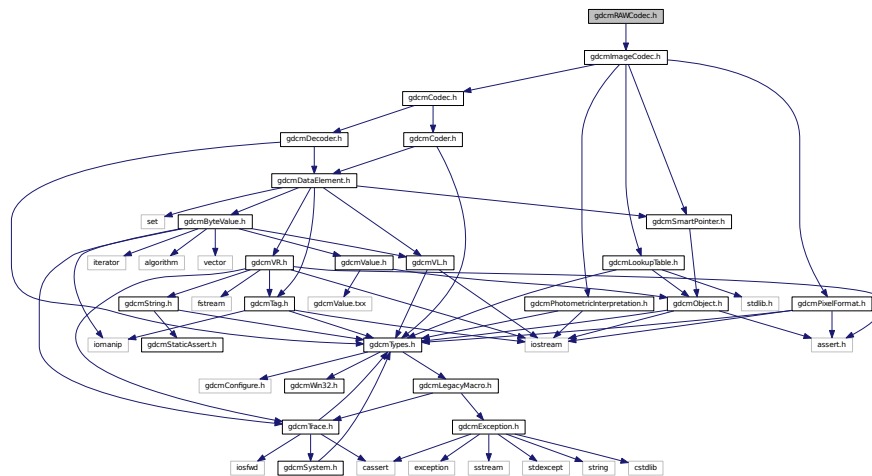 gdcmRAWCodec.h
gdcmImageCodec.h
gdcmCodec.h
gdcmDecoder.h
gdcmCoder.h
gdcmDataElement.h
set
gdcmByteValue.h
gdcmSmartPointer.h
iterator
algorithm
vector
gdcmVR.h
gdcmValue.h
gdcmVL.h
gdcmLookupTable.h
gdcmString.h
fstream
gdcmTag.h
gdcmValue.txx
gdcmPhotometricInterpretation.h
gdcmObject.h
stdlib.h
gdcmPixelFormat.h
iomanip
gdcmStaticAssert.h
gdcmTypes.h
iostream
assert.h
gdcmConfigure.h
gdcmWin32.h
gdcmLegacyMacro.h
gdcmTrace.h
gdcmException.h
iosfwd
gdcmSystem.h
cassert
exception
sstream
stdexcept
string
cstdlib